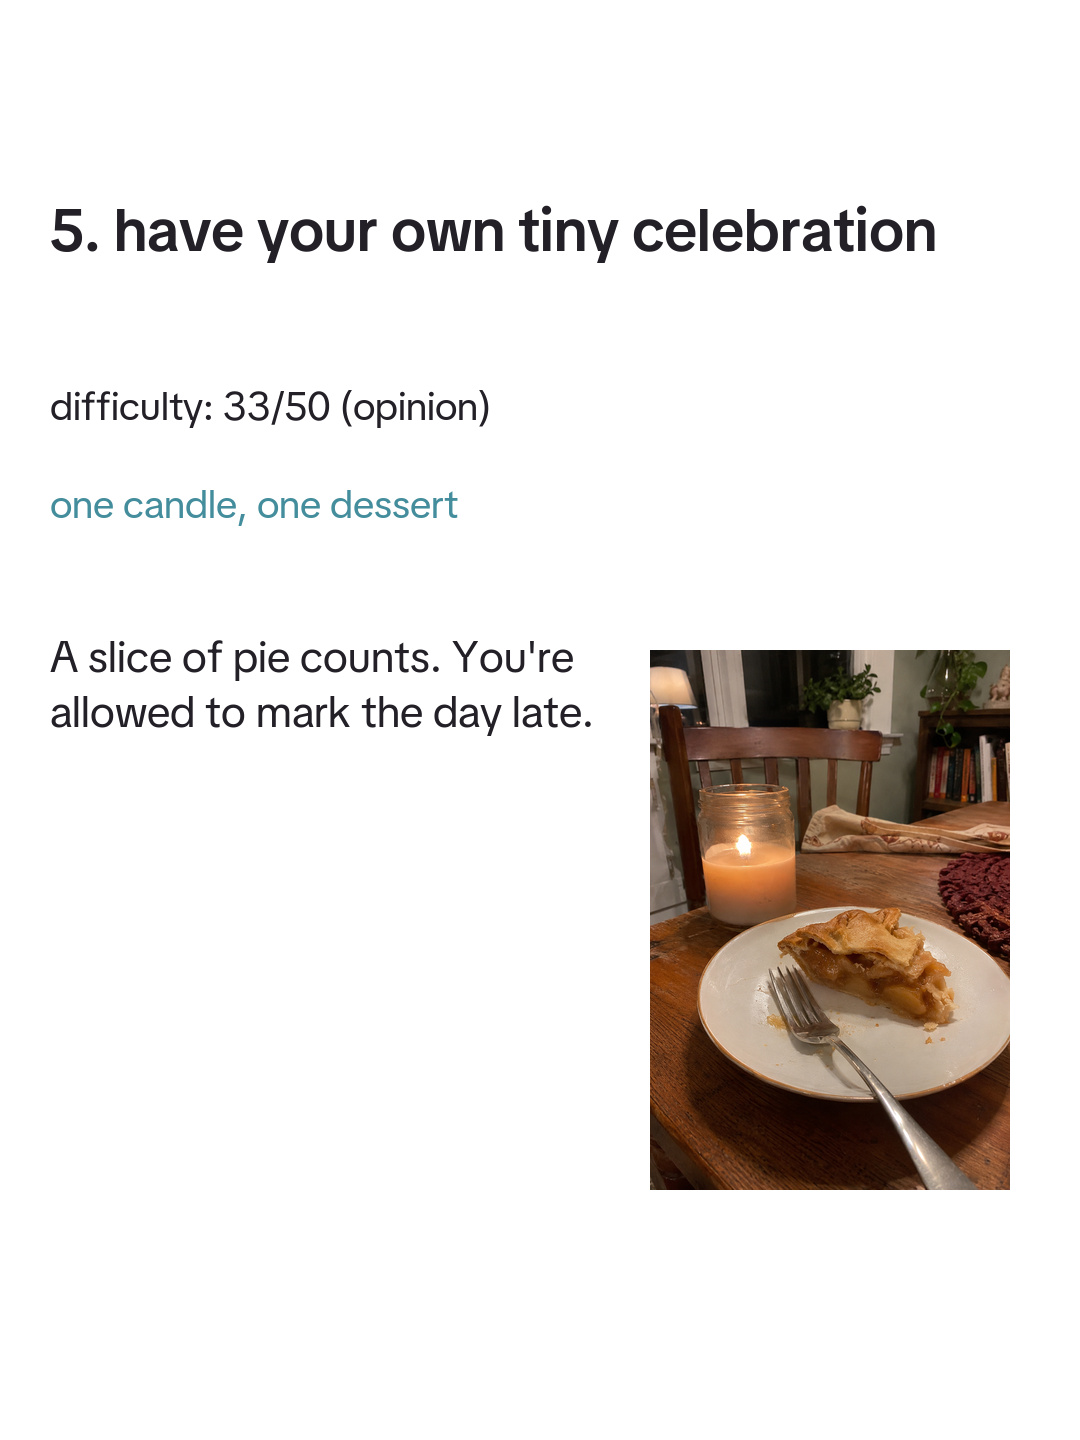 5. have your own tiny celebration
difficulty: 33/50 (opinion)
one candle, one dessert
A slice of pie counts. You're
allowed to mark the day late.